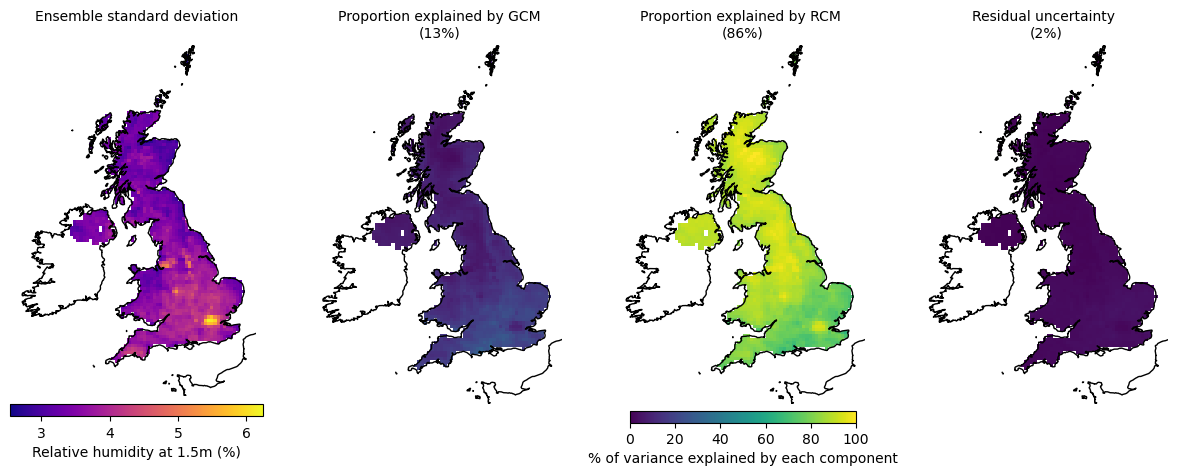 Ensemble standard deviation
Proportion explained by GCM
(13%)
Proportion explained by RCM
(86%)
Residual uncertainty
(2%)
3 4 5 6
Relative humidity at 1.5m (%)
0 20 40 60 80 100
% of variance explained by each component